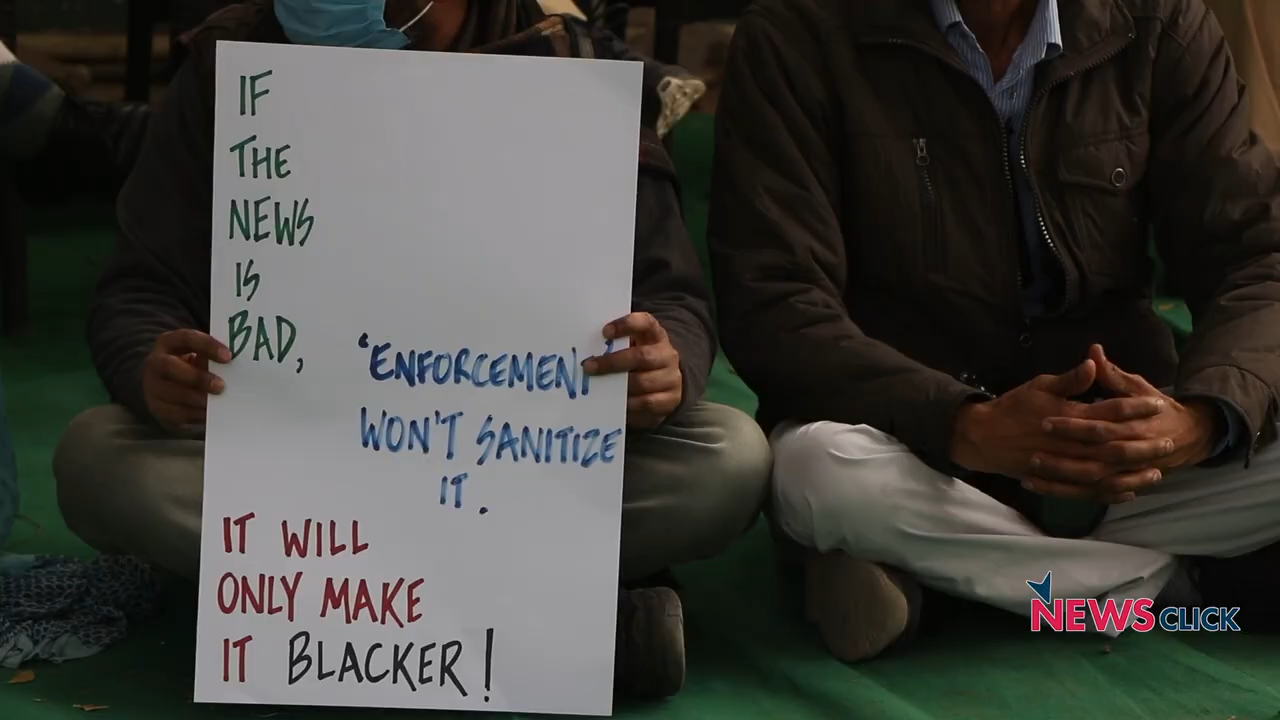 IF
THE
NEWS
IS
BAD,
'ENFORCEMENT'
WON'T SANITIZE
IT.
IT WILL
ONLY MAKE
IT BLACKER!
NEWSCLICK